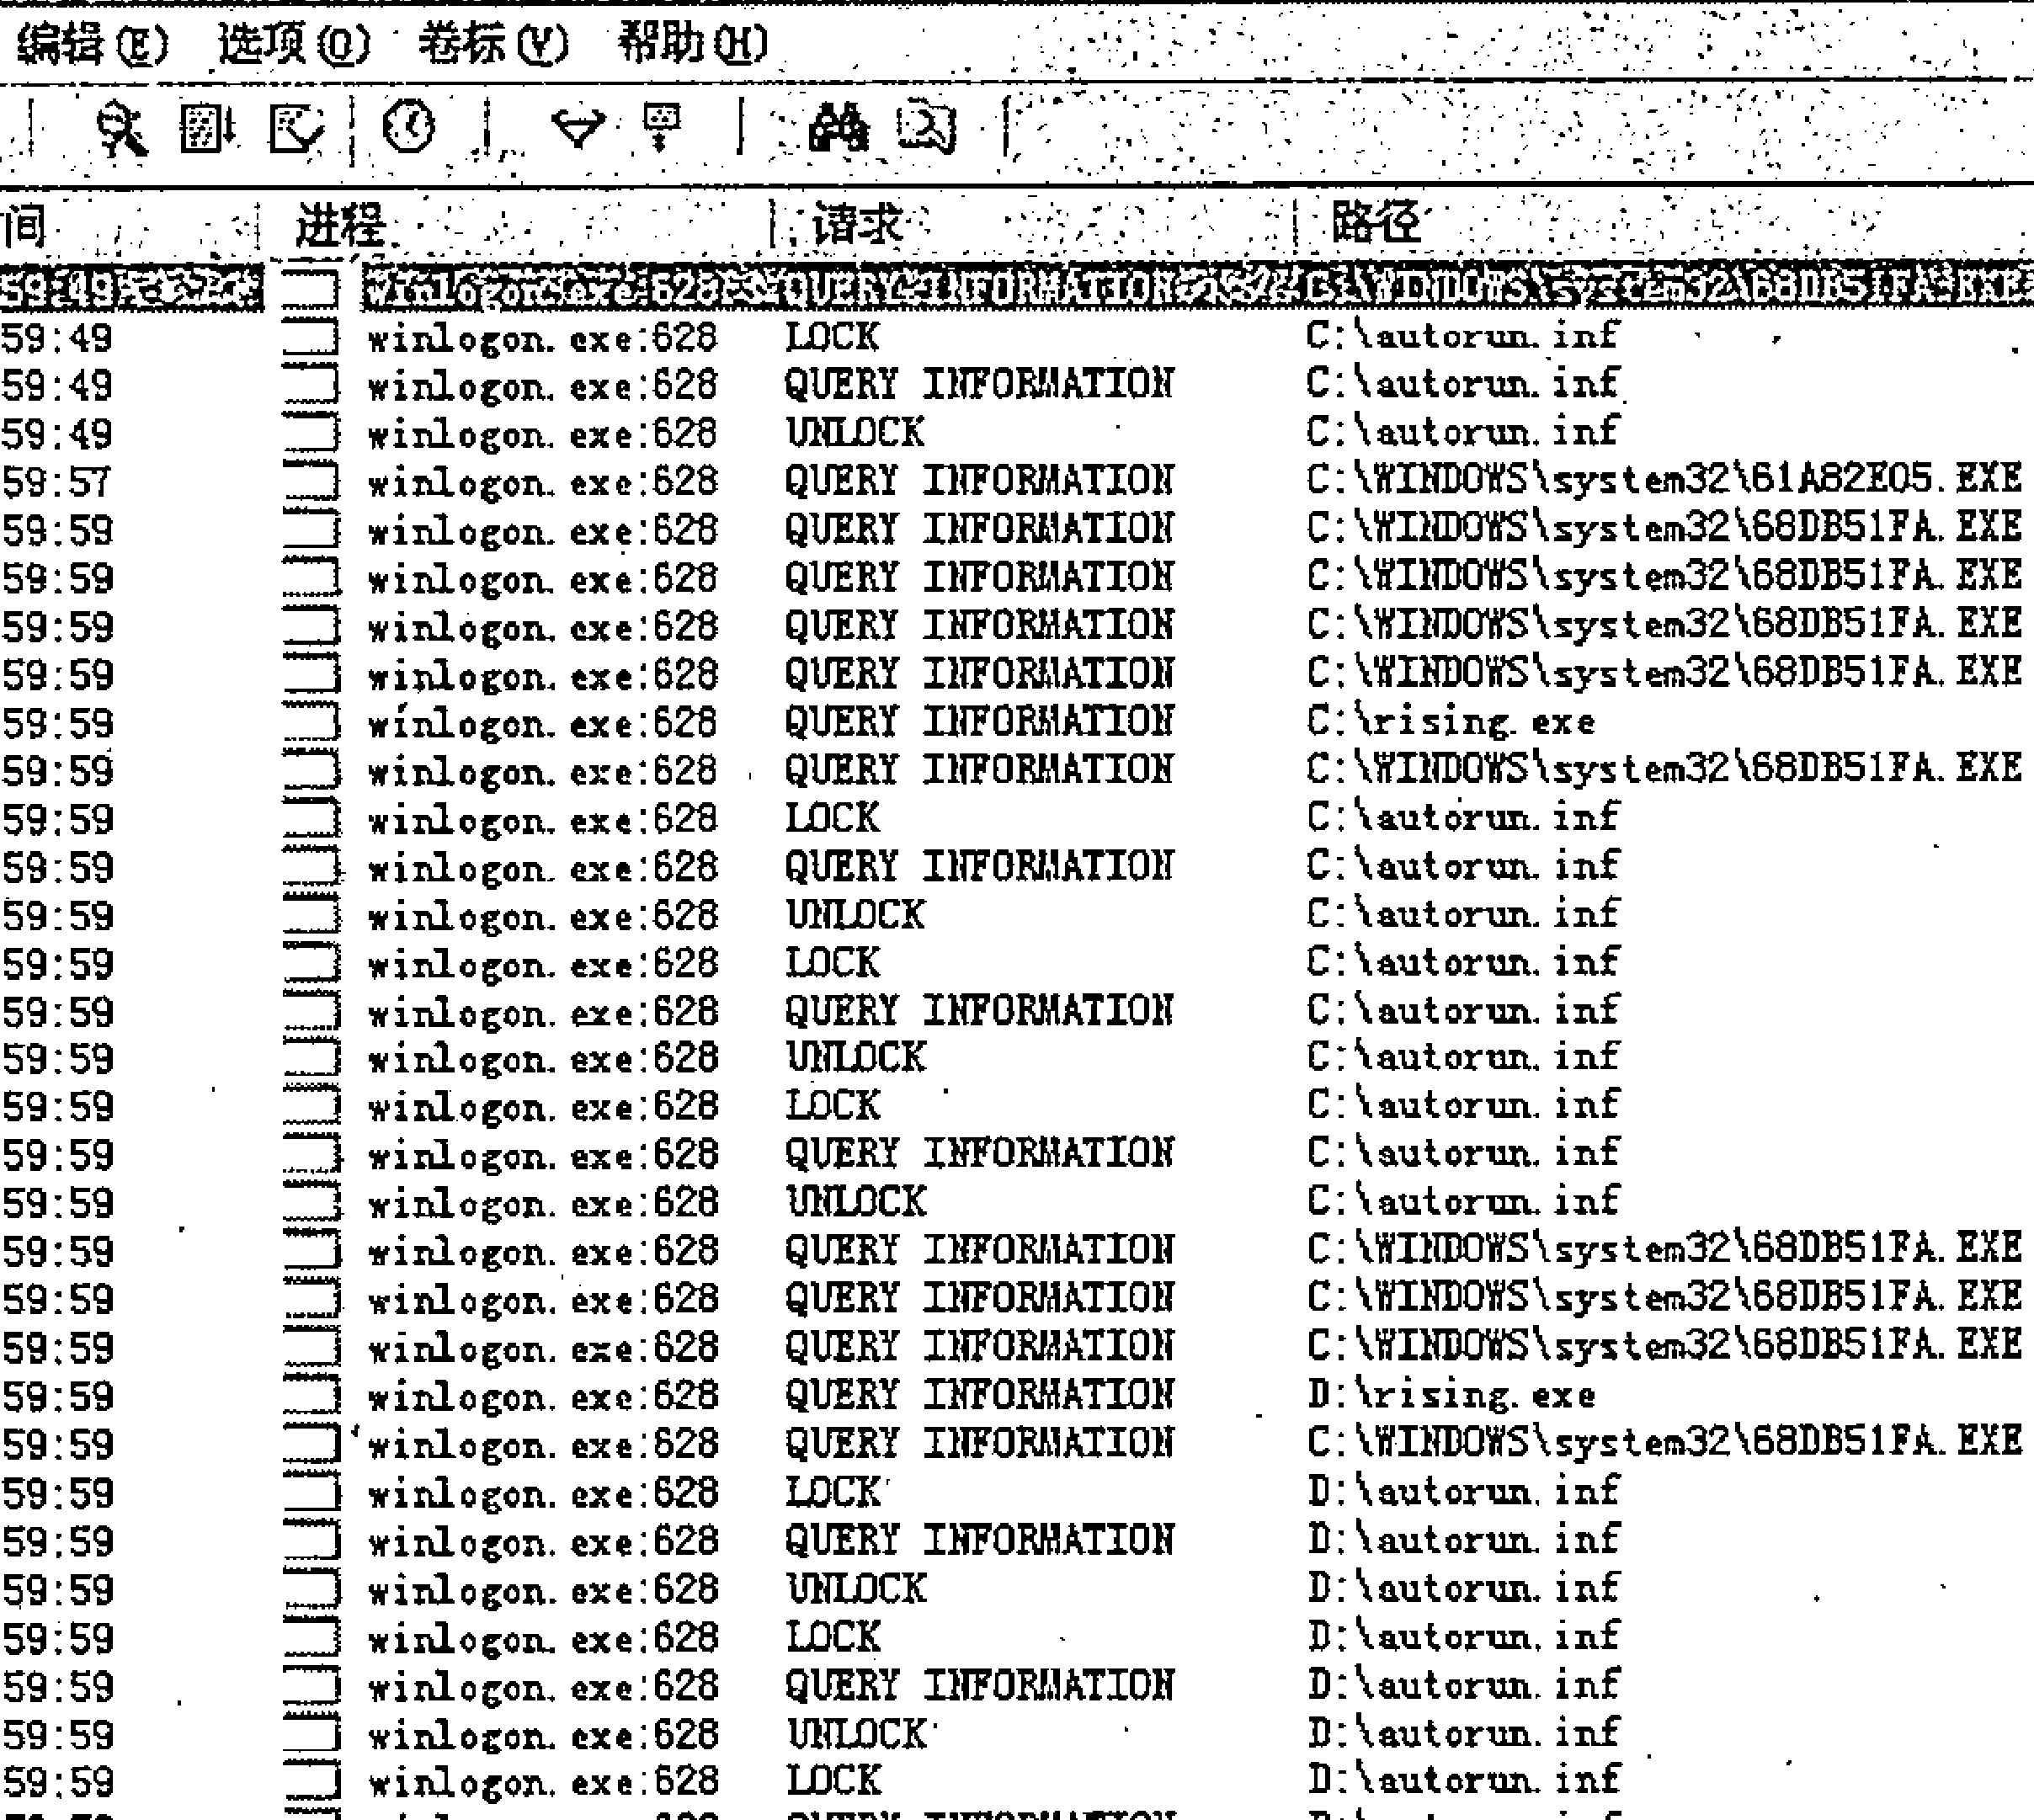 编辑(E) 选项(O) 卷标(V) 帮助(H)
间 进程 请求 路径
59:49 winlogon.exe:628 QUERY INFORMATION C:\WINDOWS\system32\68DB51FA.EXE
59:49 winlogon.exe:628 LOCK C:\autorun.inf
59:49 winlogon.exe:628 QUERY INFORMATION C:\autorun.inf
59:49 winlogon.exe:628 UNLOCK C:\autorun.inf
59:57 winlogon.exe:628 QUERY INFORMATION C:\WINDOWS\system32\61A82E05.EXE
59:59 winlogon.exe:628 QUERY INFORMATION C:\WINDOWS\system32\68DB51FA.EXE
59:59 winlogon.exe:628 QUERY INFORMATION C:\WINDOWS\system32\68DB51FA.EXE
59:59 winlogon.exe:628 QUERY INFORMATION C:\WINDOWS\system32\68DB51FA.EXE
59:59 winlogon.exe:628 QUERY INFORMATION C:\WINDOWS\system32\68DB51FA.EXE
59:59 winlogon.exe:628 QUERY INFORMATION C:\rising.exe
59:59 winlogon.exe:628 QUERY INFORMATION C:\WINDOWS\system32\68DB51FA.EXE
59:59 winlogon.exe:628 LOCK C:\autorun.inf
59:59 winlogon.exe:628 QUERY INFORMATION C:\autorun.inf
59:59 winlogon.exe:628 UNLOCK C:\autorun.inf
59:59 winlogon.exe:628 LOCK C:\autorun.inf
59:59 winlogon.exe:628 QUERY INFORMATION C:\autorun.inf
59:59 winlogon.exe:628 UNLOCK C:\autorun.inf
59:59 winlogon.exe:628 LOCK C:\autorun.inf
59:59 winlogon.exe:628 QUERY INFORMATION C:\autorun.inf
59:59 winlogon.exe:628 UNLOCK C:\autorun.inf
59:59 winlogon.exe:628 QUERY INFORMATION C:\WINDOWS\system32\68DB51FA.EXE
59:59 winlogon.exe:628 QUERY INFORMATION C:\WINDOWS\system32\68DB51FA.EXE
59:59 winlogon.exe:628 QUERY INFORMATION C:\WINDOWS\system32\68DB51FA.EXE
59:59 winlogon.exe:628 QUERY INFORMATION D:\rising.exe
59:59 winlogon.exe:628 QUERY INFORMATION C:\WINDOWS\system32\68DB51FA.EXE
59:59 winlogon.exe:628 LOCK D:\autorun.inf
59:59 winlogon.exe:628 QUERY INFORMATION D:\autorun.inf
59:59 winlogon.exe:628 UNLOCK D:\autorun.inf
59:59 winlogon.exe:628 LOCK D:\autorun.inf
59:59 winlogon.exe:628 QUERY INFORMATION D:\autorun.inf
59:59 winlogon.exe:628 UNLOCK D:\autorun.inf
59:59 winlogon.exe:628 LOCK D:\autorun.inf